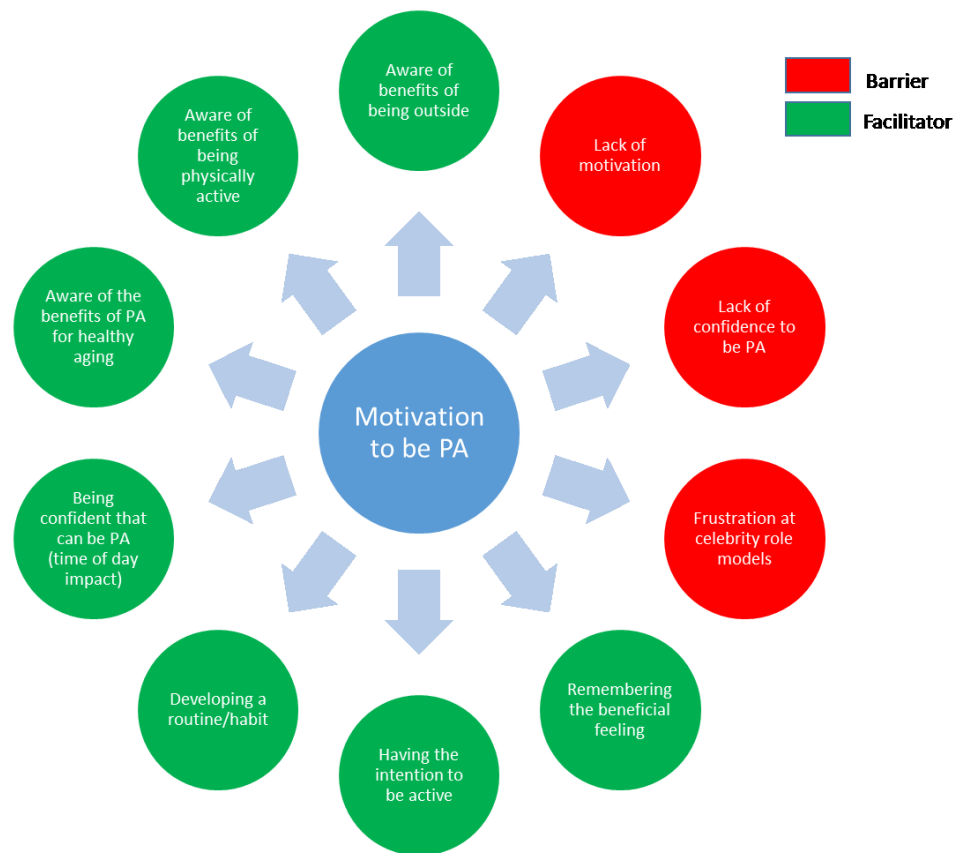 Aware of
benefits of
being outside
Lack of
motivation
Lack of
confidence to
be PA
Frustration at
celebrity role
models
Remembering
the beneficial
feeling
Having the
intention to
be active
Developing a
routine/habit
Being
confident that
can be PA
(time of day
impact)
Aware of the
benefits of PA
for healthy
aging
Aware of
benefits of
being
physically
active
Motivation
to be PA
Barrier
Facilitator